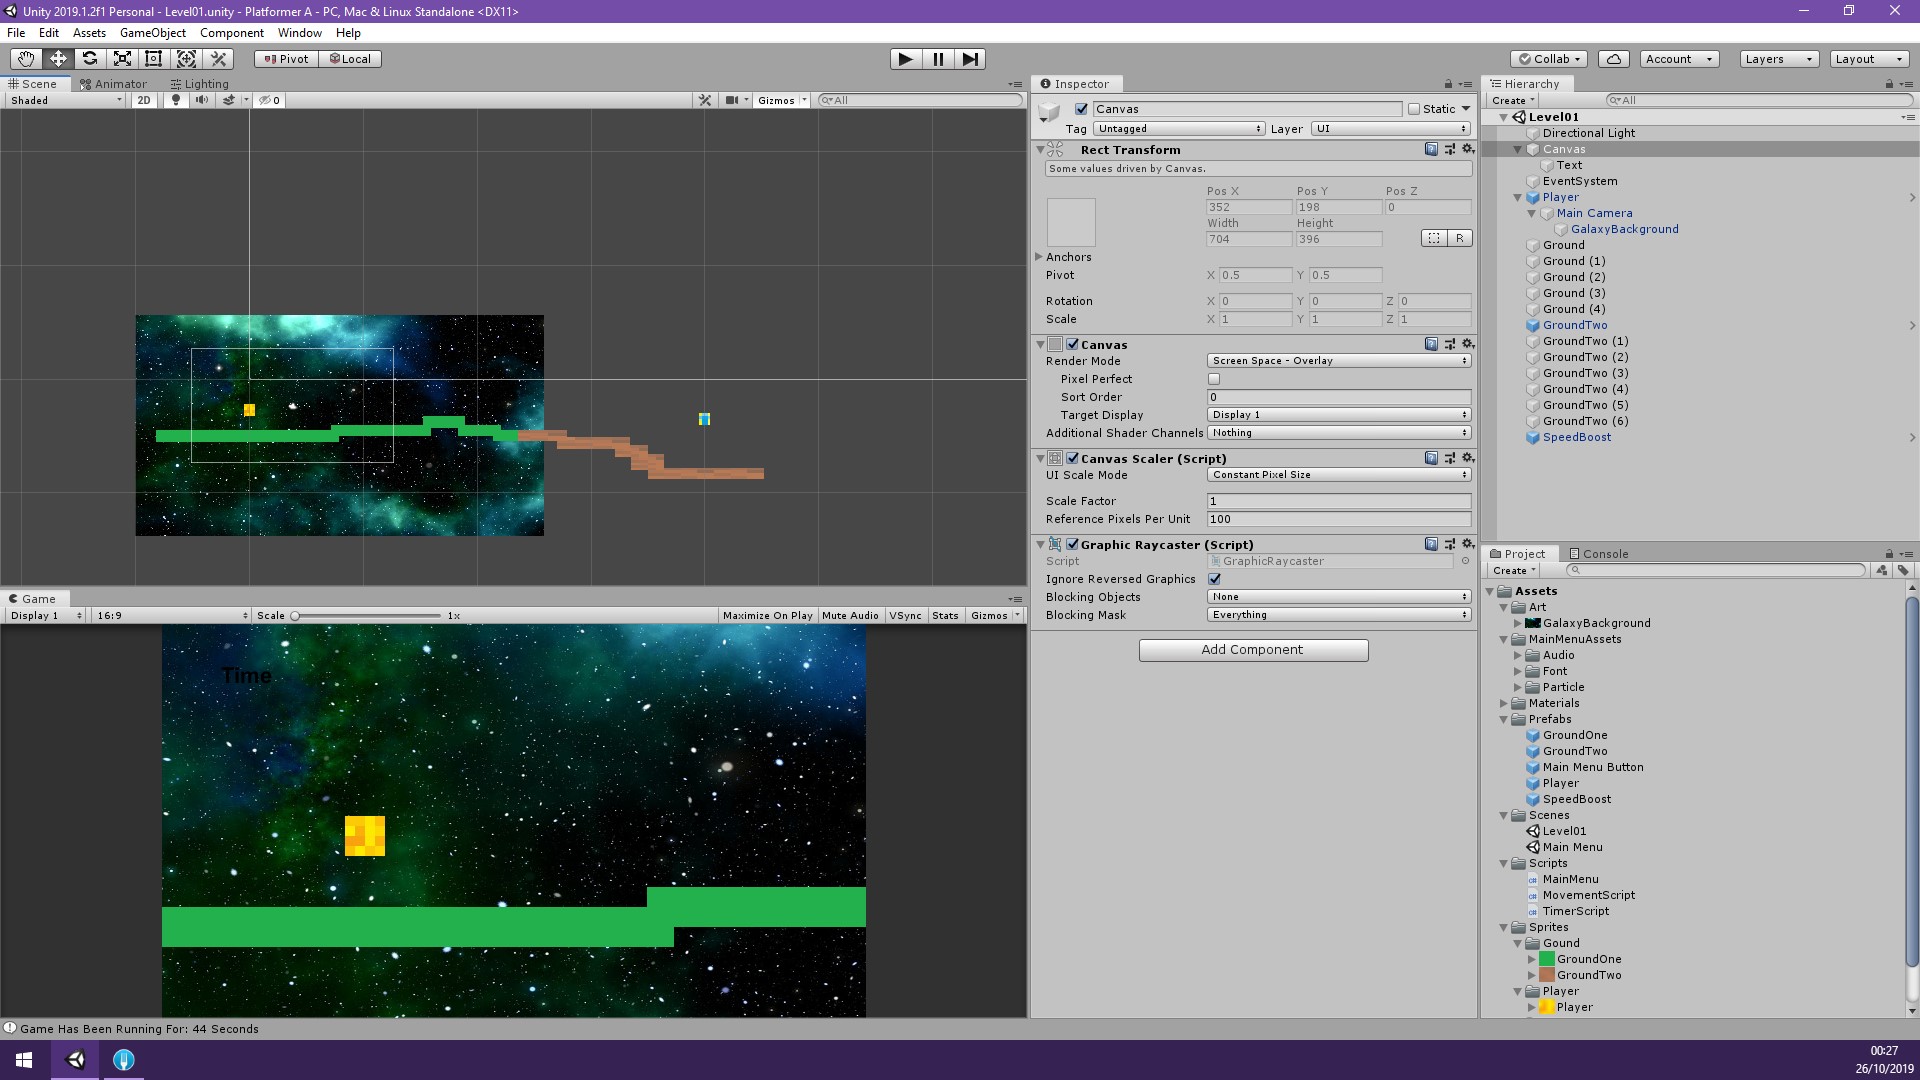 Unity 2019.1.2f1 Personal - Level01.unity - Platformer A - PC, Mac & Linux Standalone <DX11>
File Edit Assets GameObject Component Window Help
Pivot Local
Collab Account Layers Layout
Scene Animator Lighting
Shaded 2D 0 Gizmos All
Inspector
Canvas Static
Tag Untagged Layer UI
Rect Transform
Some values driven by Canvas.
Pos X Pos Y Pos Z
352 198 0
Width Height
704 396
R
Anchors
Pivot X 0.5 Y 0.5
Rotation X 0 Y 0 Z 0
Scale X 1 Y 1 Z 1
Canvas
Render Mode Screen Space - Overlay
Pixel Perfect
Sort Order 0
Target Display Display 1
Additional Shader Channels Nothing
Canvas Scaler (Script)
UI Scale Mode Constant Pixel Size
Scale Factor 1
Reference Pixels Per Unit 100
Graphic Raycaster (Script)
Script GraphicRaycaster
Ignore Reversed Graphics
Blocking Objects None
Blocking Mask Everything
Add Component
Hierarchy
Create All
Level01
Directional Light
Canvas
Text
EventSystem
Player
Main Camera
GalaxyBackground
Ground
Ground (1)
Ground (2)
Ground (3)
Ground (4)
GroundTwo
GroundTwo (1)
GroundTwo (2)
GroundTwo (3)
GroundTwo (4)
GroundTwo (5)
GroundTwo (6)
SpeedBoost
Project Console
Create
Assets
Art
GalaxyBackground
MainMenuAssets
Audio
Font
Particle
Materials
Prefabs
GroundOne
GroundTwo
Main Menu Button
Player
SpeedBoost
Scenes
Level01
Main Menu
Scripts
MainMenu
MovementScript
TimerScript
Sprites
Gound
GroundOne
GroundTwo
Player
Player
Game
Display 1 16:9 Scale 1x Maximize On Play Mute Audio VSync Stats Gizmos
Time
Game Has Been Running For: 44 Seconds
00:27
26/10/2019